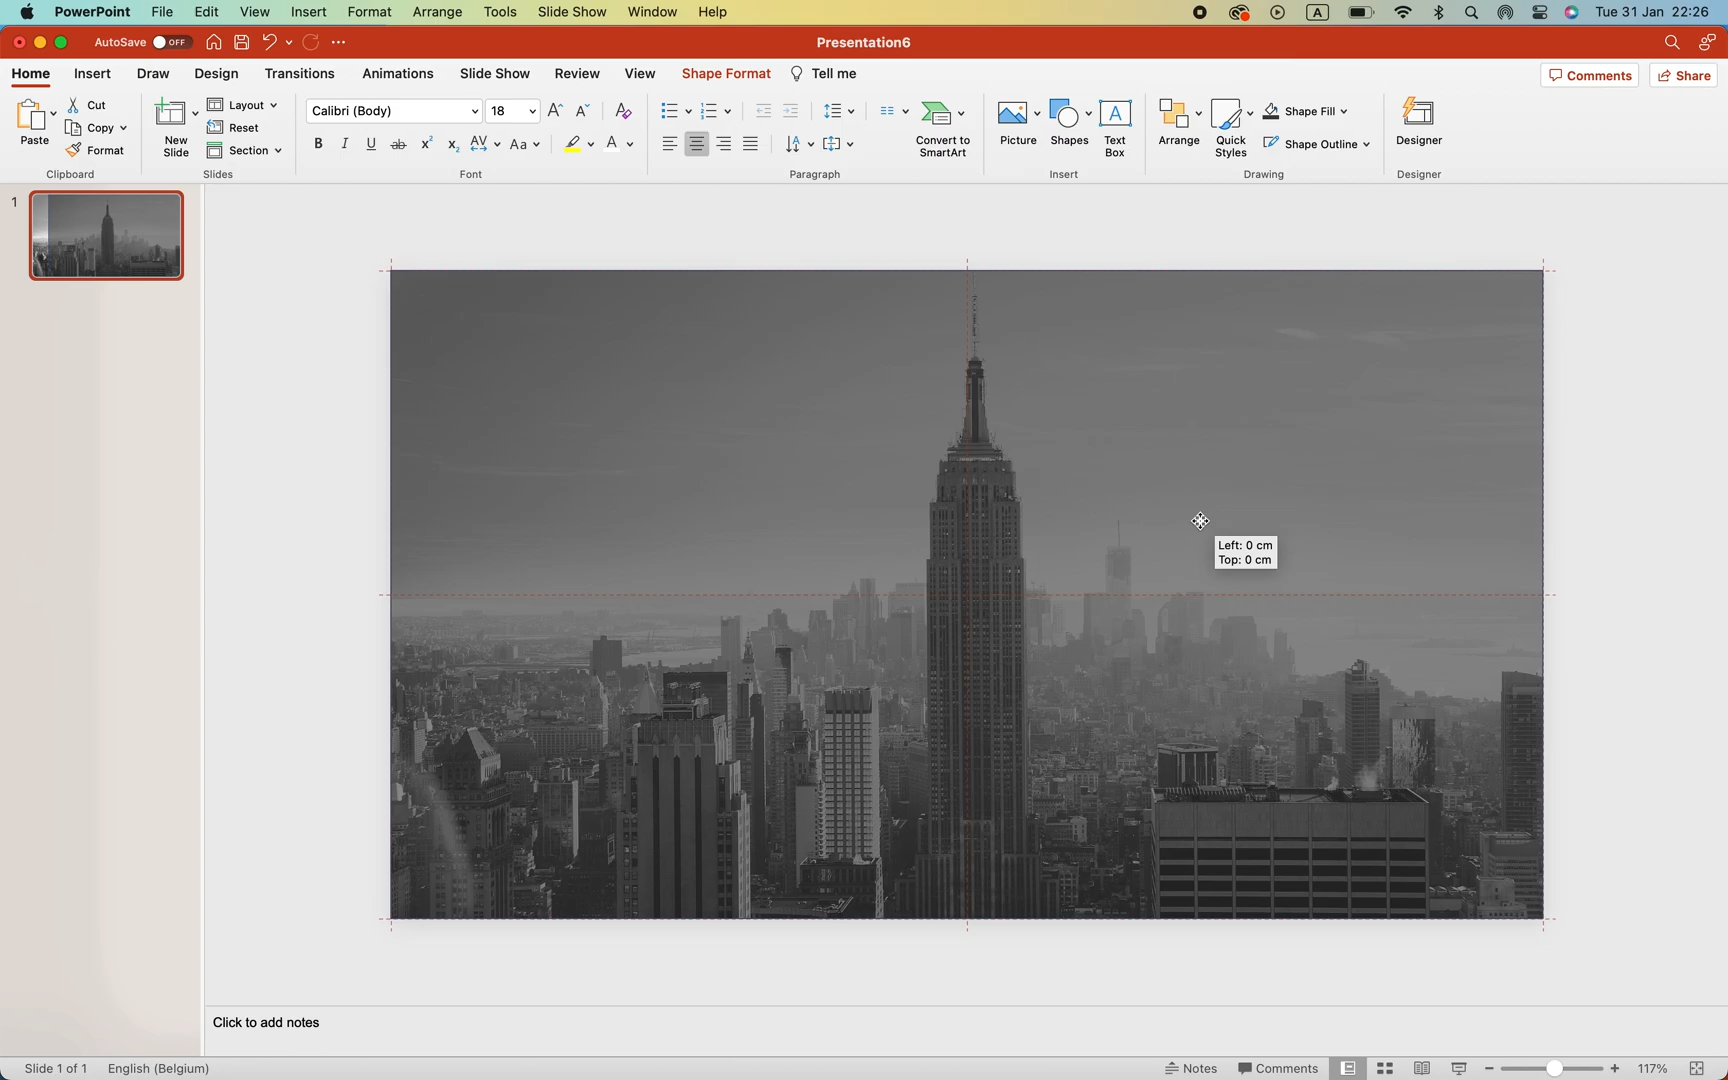 PowerPoint File Edit View Insert Format Arrange Tools Slide Show Window Help A Tue 31 Jan 22:26
AutoSave OFF Presentation6
Home Insert Draw Design Transitions Animations Slide Show Review View Shape Format Tell me Comments Share
Paste Cut Copy Format Clipboard
New Slide Layout Reset Section Slides
Calibri (Body) 18 Font
Paragraph Convert to SmartArt
Picture Shapes Text Box Insert
Arrange Quick Styles Shape Fill Shape Outline Drawing
Designer Designer
1
Left: 0 cm
Top: 0 cm
Click to add notes
Slide 1 of 1 English (Belgium) Notes Comments 117%